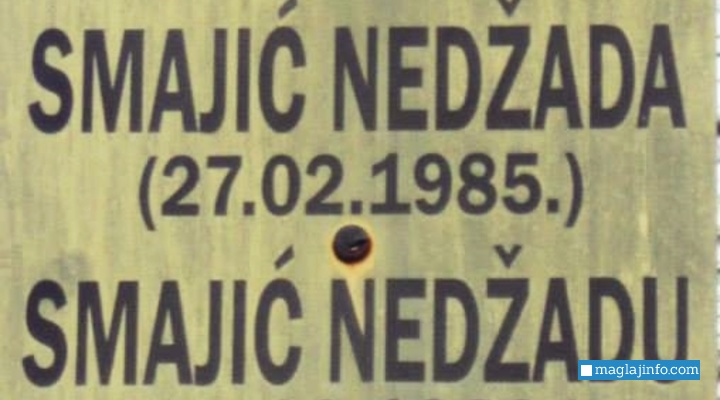 SMAJIĆ NEDŽADA
(27.02.1985.)
SMAJIĆ NEDŽADU
maglajinfo.com